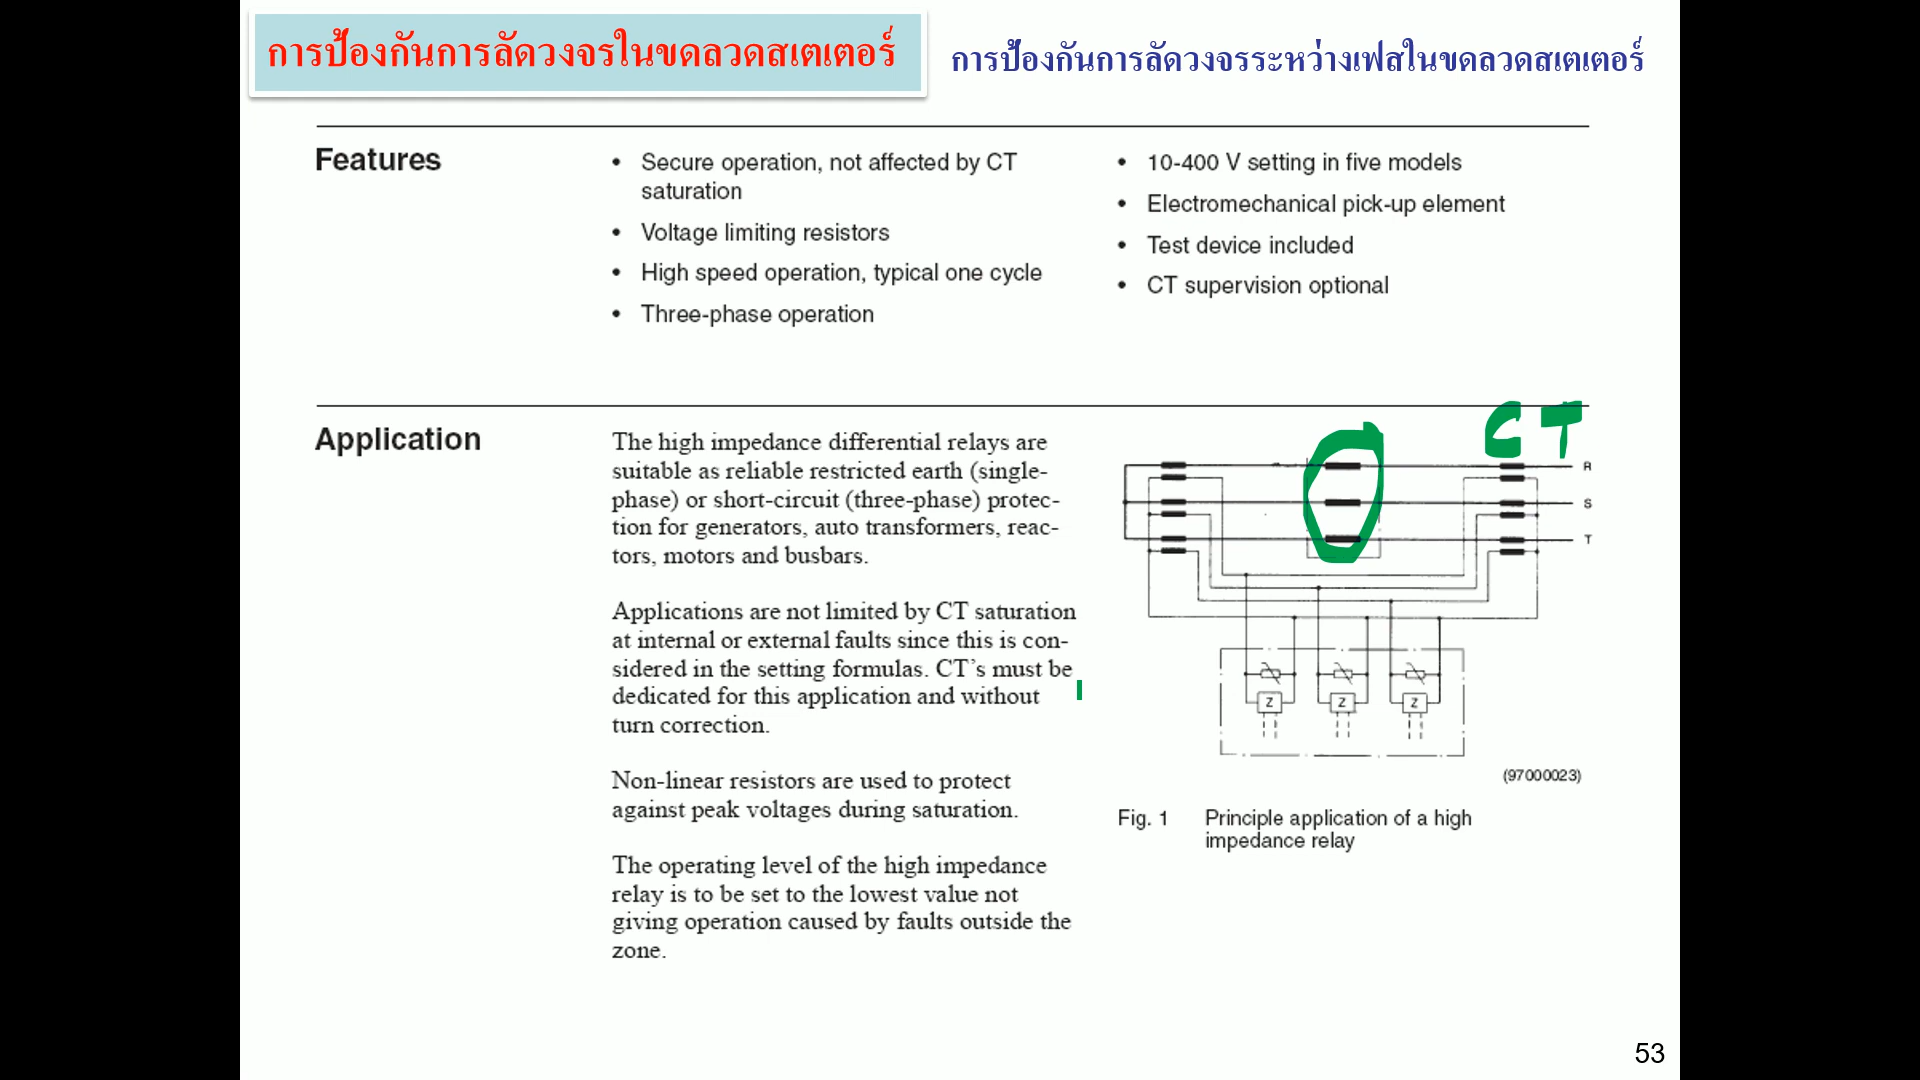 การป้องกันการลัดวงจรในขดลวดสเตเตอร์
การป้องกันการลัดวงจรระหว่างเฟสในขดลวดสเตเตอร์
Features
• Secure operation, not affected by CT
saturation
• Voltage limiting resistors
• High speed operation, typical one cycle
• Three-phase operation
• 10-400 V setting in five models
• Electromechanical pick-up element
• Test device included
• CT supervision optional
Application
The high impedance differential relays are
suitable as reliable restricted earth (single-
phase) or short-circuit (three-phase) protec-
tion for generators, auto transformers, reac-
tors, motors and busbars.
Applications are not limited by CT saturation
at internal or external faults since this is con-
sidered in the setting formulas. CT's must be
dedicated for this application and without
turn correction.
Non-linear resistors are used to protect
against peak voltages during saturation.
The operating level of the high impedance
relay is to be set to the lowest value not
giving operation caused by faults outside the
zone.
CT
R
S
T
Z Z Z
(97000023)
Fig. 1 Principle application of a high
impedance relay
53